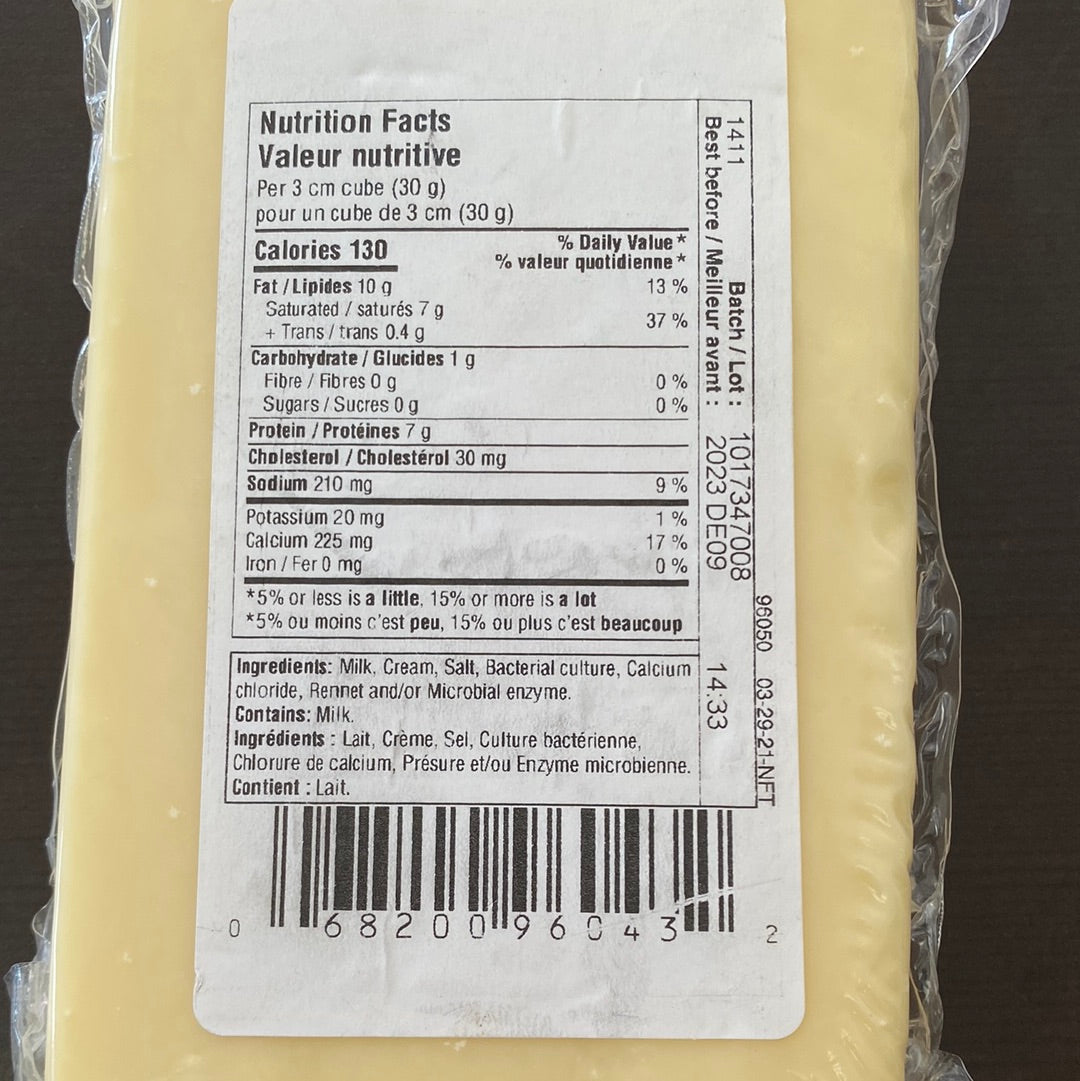 Nutrition Facts
Valeur nutritive
Per 3 cm cube (30 g)
pour un cube de 3 cm (30 g)
Calories 130
% Daily Value*
% valeur quotidienne*
Fat / Lipides 10 g 13 %
Saturated / saturés 7 g
+ Trans / trans 0.4 g 37 %
Carbohydrate / Glucides 1 g
Fibre / Fibres 0 g 0 %
Sugars / Sucres 0 g 0 %
Protein / Protéines 7 g
Cholesterol / Cholestérol 30 mg
Sodium 210 mg 9 %
Potassium 20 mg 1 %
Calcium 225 mg 17 %
Iron / Fer 0 mg 0 %
*5% or less is a little, 15% or more is a lot
*5% ou moins c'est peu, 15% ou plus c'est beaucoup
Ingredients: Milk, Cream, Salt, Bacterial culture, Calcium
chloride, Rennet and/or Microbial enzyme.
Contains: Milk.
Ingrédients : Lait, Crème, Sel, Culture bactérienne,
Chlorure de calcium, Présure et/ou Enzyme microbienne.
Contient : Lait.
1411 Batch / Lot : 1017347008
Best before / Meilleur avant : 2023 DE09 14:33
96050 03-29-21-NFT
0 68200 96043 2